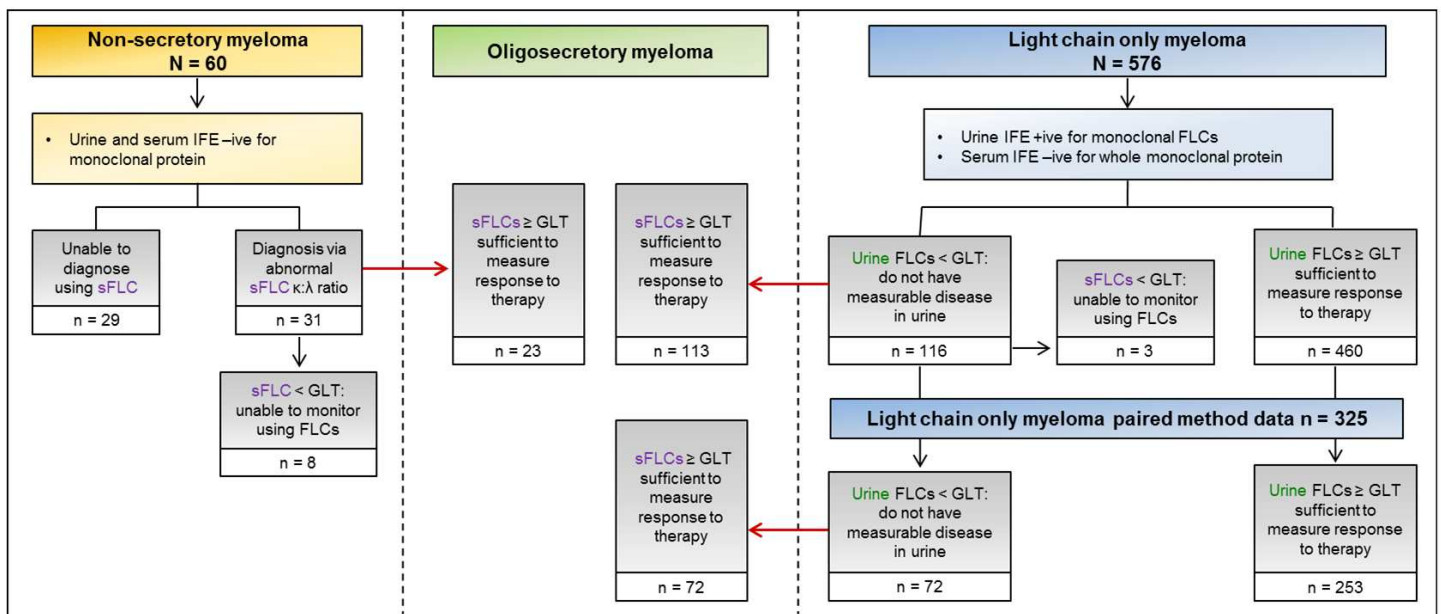 Non-secretory myeloma
N = 60
• Urine and serum IFE –ive for
monoclonal protein
Unable to
diagnose
using sFLC
n = 29
Diagnosis via
abnormal
sFLC κ:λ ratio
n = 31
sFLC < GLT:
unable to monitor
using FLCs
n = 8
Oligosecretory myeloma
sFLCs ≥ GLT
sufficient to
measure
response to
therapy
n = 23
sFLCs ≥ GLT
sufficient to
measure
response to
therapy
n = 113
sFLCs ≥ GLT
sufficient to
measure
response to
therapy
n = 72
Light chain only myeloma
N = 576
• Urine IFE +ive for monoclonal FLCs
• Serum IFE –ive for whole monoclonal protein
Urine FLCs < GLT:
do not have
measurable disease
in urine
n = 116
sFLCs < GLT:
unable to monitor
using FLCs
n = 3
Urine FLCs ≥ GLT
sufficient to
measure response
to therapy
n = 460
Light chain only myeloma paired method data n = 325
Urine FLCs < GLT:
do not have
measurable disease
in urine
n = 72
Urine FLCs ≥ GLT
sufficient to
measure response
to therapy
n = 253